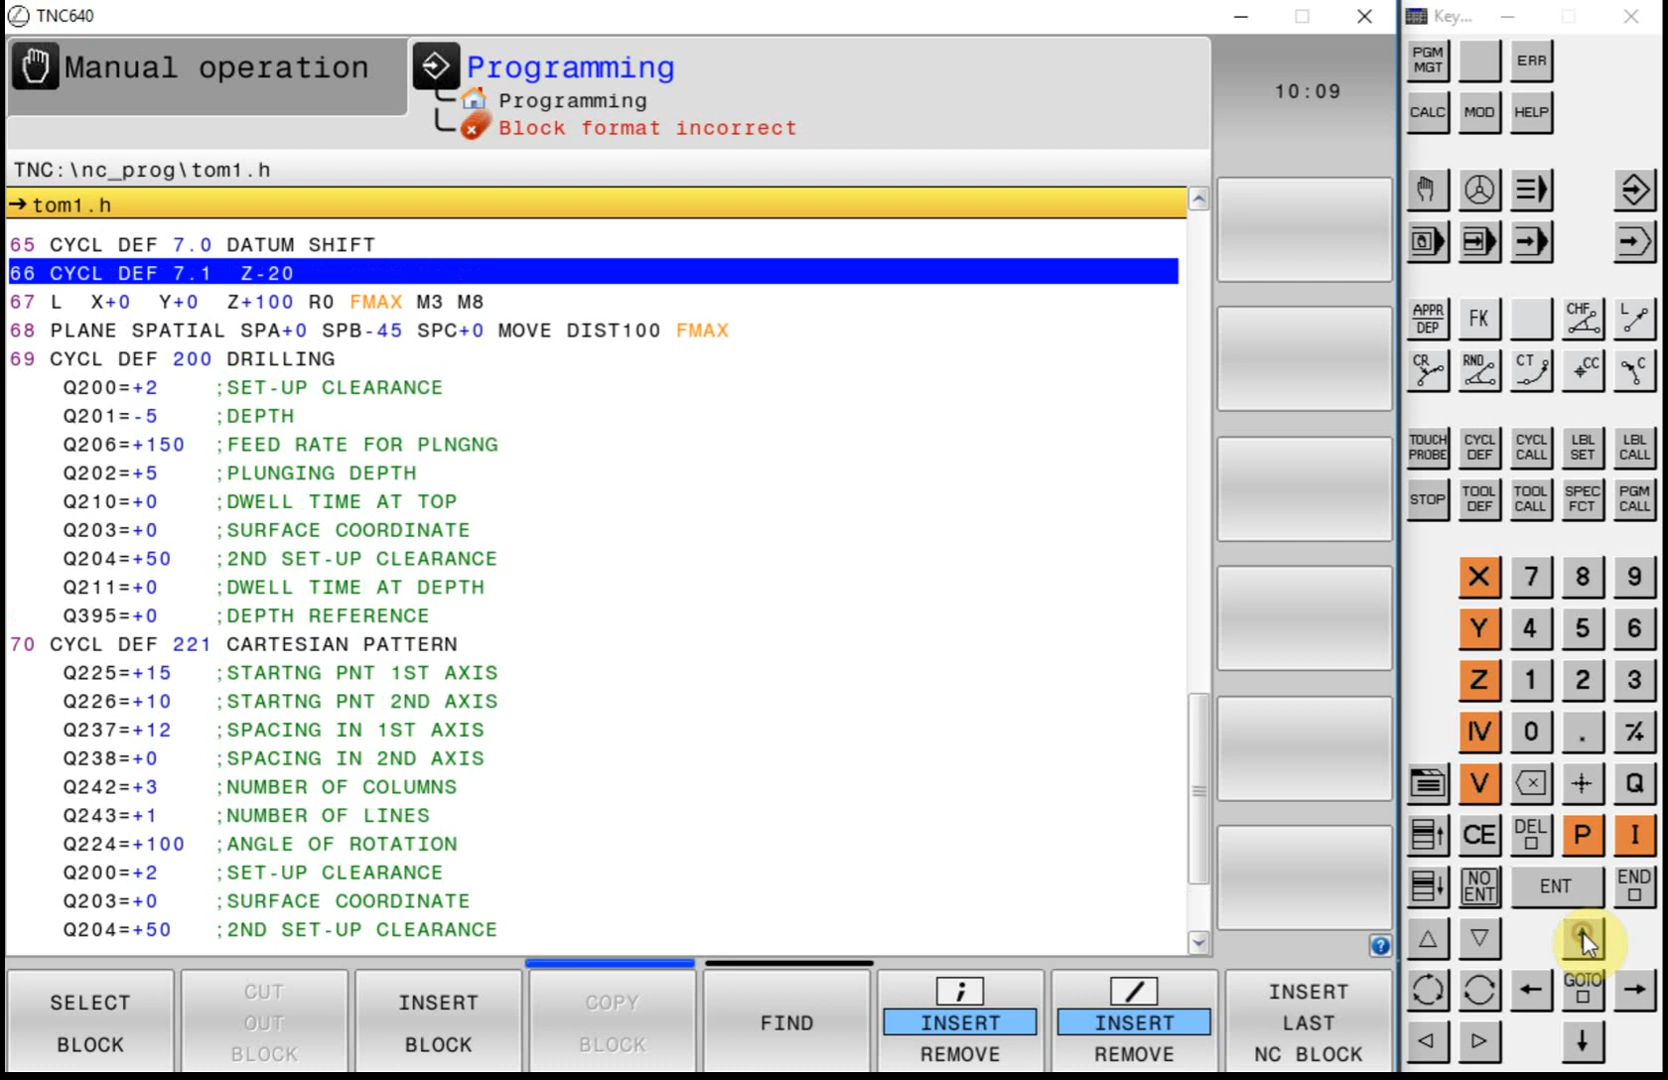 TNC640
Key...
Manual operation
Programming
Programming
Block format incorrect
10:09
TNC:\nc_prog\tom1.h
→tom1.h
65 CYCL DEF 7.0 DATUM SHIFT
66 CYCL DEF 7.1 Z-20
67 L X+0 Y+0 Z+100 R0 FMAX M3 M8
68 PLANE SPATIAL SPA+0 SPB-45 SPC+0 MOVE DIST100 FMAX
69 CYCL DEF 200 DRILLING
Q200=+2 ;SET-UP CLEARANCE
Q201=-5 ;DEPTH
Q206=+150 ;FEED RATE FOR PLNGNG
Q202=+5 ;PLUNGING DEPTH
Q210=+0 ;DWELL TIME AT TOP
Q203=+0 ;SURFACE COORDINATE
Q204=+50 ;2ND SET-UP CLEARANCE
Q211=+0 ;DWELL TIME AT DEPTH
Q395=+0 ;DEPTH REFERENCE
70 CYCL DEF 221 CARTESIAN PATTERN
Q225=+15 ;STARTNG PNT 1ST AXIS
Q226=+10 ;STARTNG PNT 2ND AXIS
Q237=+12 ;SPACING IN 1ST AXIS
Q238=+0 ;SPACING IN 2ND AXIS
Q242=+3 ;NUMBER OF COLUMNS
Q243=+1 ;NUMBER OF LINES
Q224=+100 ;ANGLE OF ROTATION
Q200=+2 ;SET-UP CLEARANCE
Q203=+0 ;SURFACE COORDINATE
Q204=+50 ;2ND SET-UP CLEARANCE
?
SELECT
BLOCK
CUT
OUT
BLOCK
INSERT
BLOCK
COPY
BLOCK
FIND
;
INSERT
REMOVE
/
INSERT
REMOVE
INSERT
LAST
NC BLOCK
PGM
MGT
ERR
CALC MOD HELP
APPR
DEP
FK
CHF
L
CR
RND
CT
CC
C
TOUCH
PROBE
CYCL
DEF
CYCL
CALL
LBL
SET
LBL
CALL
STOP
TOOL
DEF
TOOL
CALL
SPEC
FCT
PGM
CALL
X 7 8 9
Y 4 5 6
Z 1 2 3
IV 0 . -/+
V Q
CE
DEL
P I
NO
ENT
ENT
END
GOTO